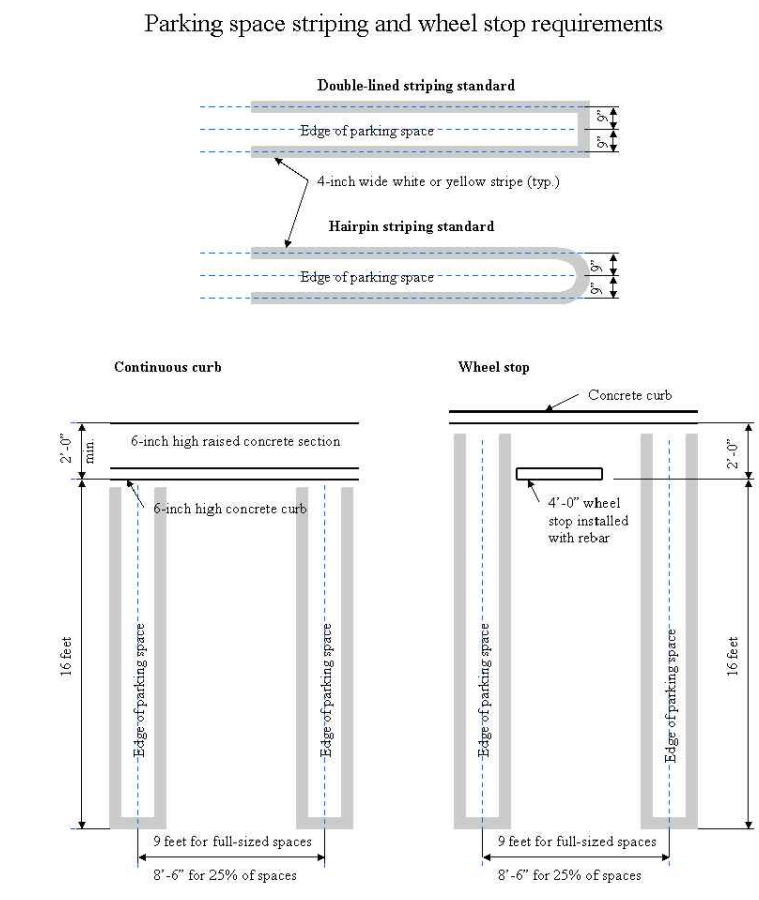 Parking space striping and wheel stop requirements
Double-lined striping standard
Edge of parking space
9”
9”
4-inch wide white or yellow stripe (typ.)
Hairpin striping standard
Edge of parking space
9”
9”
Continuous curb
2’-0”
min.
6-inch high raised concrete section
6-inch high concrete curb
16 feet
Edge of parking space
Edge of parking space
9 feet for full-sized spaces
8’-6” for 25% of spaces
Wheel stop
Concrete curb
2’-0”
4’-0” wheel
stop installed
with rebar
16 feet
Edge of parking space
Edge of parking space
9 feet for full-sized spaces
8’-6” for 25% of spaces